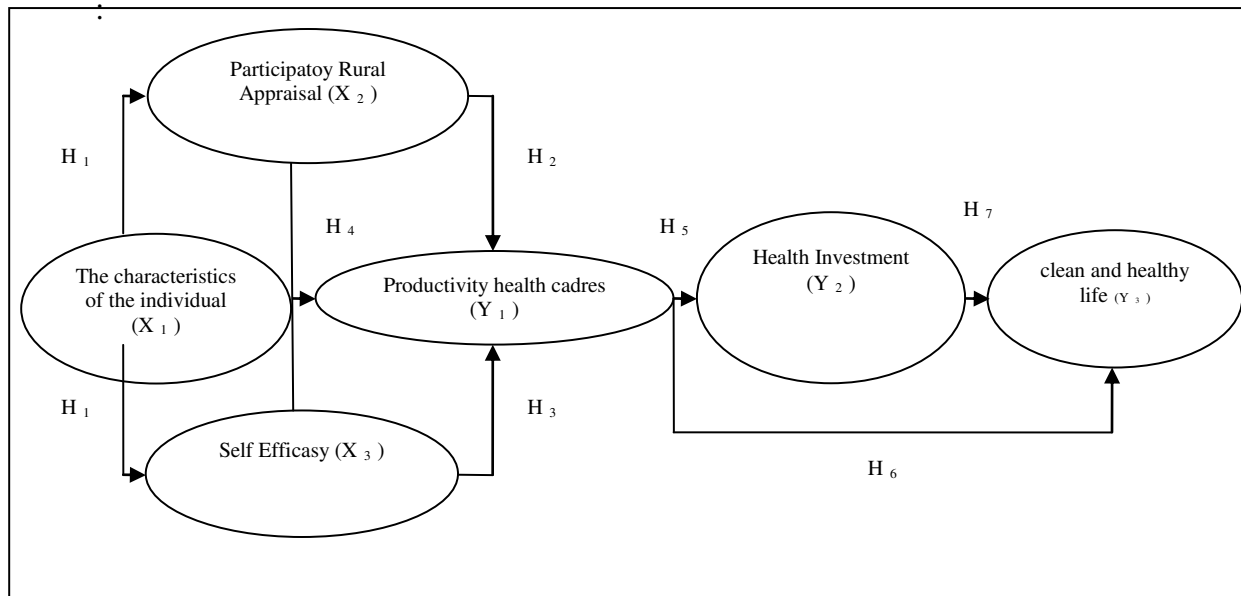 :
Participatoy Rural
Appraisal (X 2 )
H 1
H 2
H 4
H 5
H 7
The characteristics
of the individual
(X 1 )
Productivity health cadres
(Y 1 )
Health Investment
(Y 2 )
clean and healthy
life (Y 3 )
H 1
H 3
Self Efficasy (X 3 )
H 6